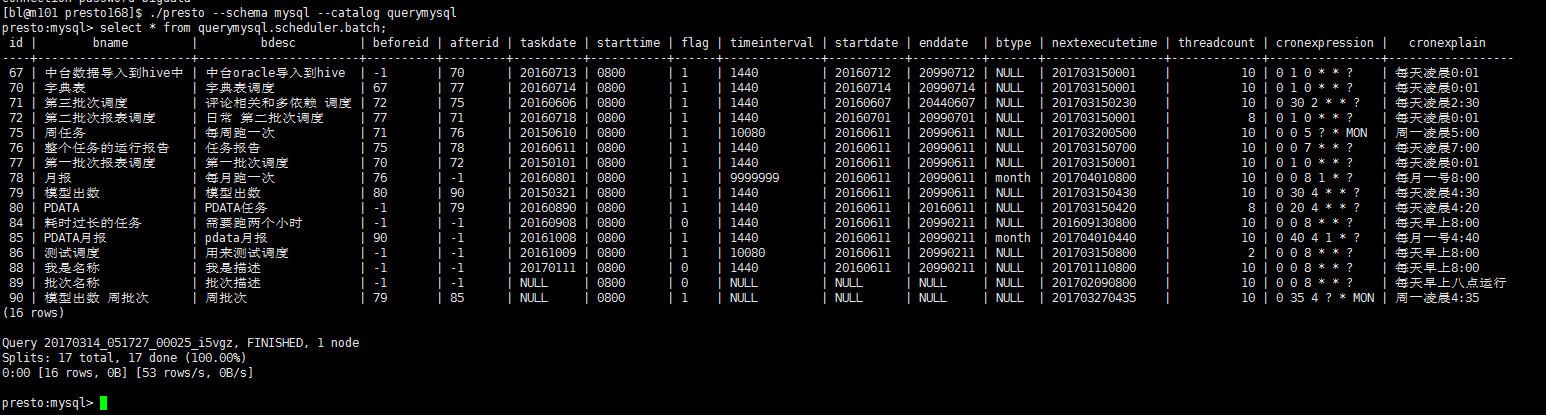 connection password bigdata
[bl@m101 presto168]$ ./presto --schema mysql --catalog querymysql
presto:mysql> select * from querymysql.scheduler.batch;
 id |        bname         |        bdesc        | beforeid | afterid | taskdate | starttime | flag | timeinterval | startdate | enddate  | btype | nextexecutetime | threadcount | cronexpression |   cronexplain
----+----------------------+---------------------+----------+---------+----------+-----------+------+--------------+-----------+----------+-------+-----------------+-------------+----------------+------------------
 67 | 中台数据导入到hive中 | 中台oracle导入到hive | -1 | 70 | 20160713 | 0800 | 1 | 1440 | 20160712 | 20990712 | NULL | 201703150001 | 10 | 0 1 0 * * ? | 每天凌晨0:01
 70 | 字典表 | 字典表调度 | 67 | 77 | 20160714 | 0800 | 1 | 1440 | 20160714 | 20990714 | NULL | 201703150001 | 10 | 0 1 0 * * ? | 每天凌晨0:01
 71 | 第三批次调度 | 评论相关和多依赖 调度 | 72 | 75 | 20160606 | 0800 | 1 | 1440 | 20160607 | 20440607 | NULL | 201703150230 | 10 | 0 30 2 * * ? | 每天凌晨2:30
 72 | 第二批次报表调度 | 日常 第二批次调度 | 77 | 71 | 20160718 | 0800 | 1 | 1440 | 20160701 | 20990701 | NULL | 201703150001 | 8 | 0 1 0 * * ? | 每天凌晨0:01
 75 | 周任务 | 每周跑一次 | 71 | 76 | 20150610 | 0800 | 1 | 10080 | 20160611 | 20990611 | NULL | 201703200500 | 10 | 0 0 5 ? * MON | 周一凌晨5:00
 76 | 整个任务的运行报告 | 任务报告 | 75 | 78 | 20160611 | 0800 | 1 | 1440 | 20160611 | 20990611 | NULL | 201703150700 | 10 | 0 0 7 * * ? | 每天凌晨7:00
 77 | 第一批次报表调度 | 第一批次调度 | 70 | 72 | 20150101 | 0800 | 1 | 1440 | 20160611 | 20990611 | NULL | 201703150001 | 10 | 0 1 0 * * ? | 每天凌晨0:01
 78 | 月报 | 每月跑一次 | 76 | -1 | 20160801 | 0800 | 1 | 9999999 | 20160611 | 20990611 | month | 201704010800 | 10 | 0 0 8 1 * ? | 每月一号8:00
 79 | 模型出数 | 模型出数 | 80 | 90 | 20150321 | 0800 | 1 | 1440 | 20160611 | 20990611 | NULL | 201703150430 | 10 | 0 30 4 * * ? | 每天凌晨4:30
 80 | PDATA | PDATA任务 | -1 | 79 | 20160890 | 0800 | 1 | 1440 | 20160611 | 20160611 | NULL | 201703150420 | 8 | 0 20 4 * * ? | 每天凌晨4:20
 84 | 耗时过长的任务 | 需要跑两个小时 | -1 | -1 | 20160908 | 0800 | 0 | 1440 | 20160611 | 20990211 | NULL | 201609130800 | 10 | 0 0 8 * * ? | 每天早上8:00
 85 | PDATA月报 | pdata月报 | 90 | -1 | 20161008 | 0800 | 1 | 1440 | 20160611 | 20990211 | month | 201704010440 | 10 | 0 40 4 1 * ? | 每月一号4:40
 86 | 测试调度 | 用来测试调度 | -1 | -1 | 20161009 | 0800 | 1 | 10080 | 20160611 | 20990211 | NULL | 201703150800 | 2 | 0 0 8 * * ? | 每天早上8:00
 88 | 我是名称 | 我是描述 | -1 | -1 | 20170111 | 0800 | 0 | 1440 | 20160611 | 20990211 | NULL | 201701110800 | 10 | 0 0 8 * * ? | 每天早上8:00
 89 | 批次名称 | 批次描述 | -1 | -1 | NULL | 0800 | 0 | NULL | NULL | NULL | NULL | 201702090800 | 10 | 0 0 8 * * ? | 每天早上八点运行
 90 | 模型出数 周批次 | 周批次 | 79 | 85 | NULL | 0800 | 1 | NULL | NULL | NULL | NULL | 201703270435 | 10 | 0 35 4 ? * MON | 周一凌晨4:35
(16 rows)
Query 20170314_051727_00025_i5vgz, FINISHED, 1 node
Splits: 17 total, 17 done (100.00%)
0:00 [16 rows, 0B] [53 rows/s, 0B/s]
presto:mysql>